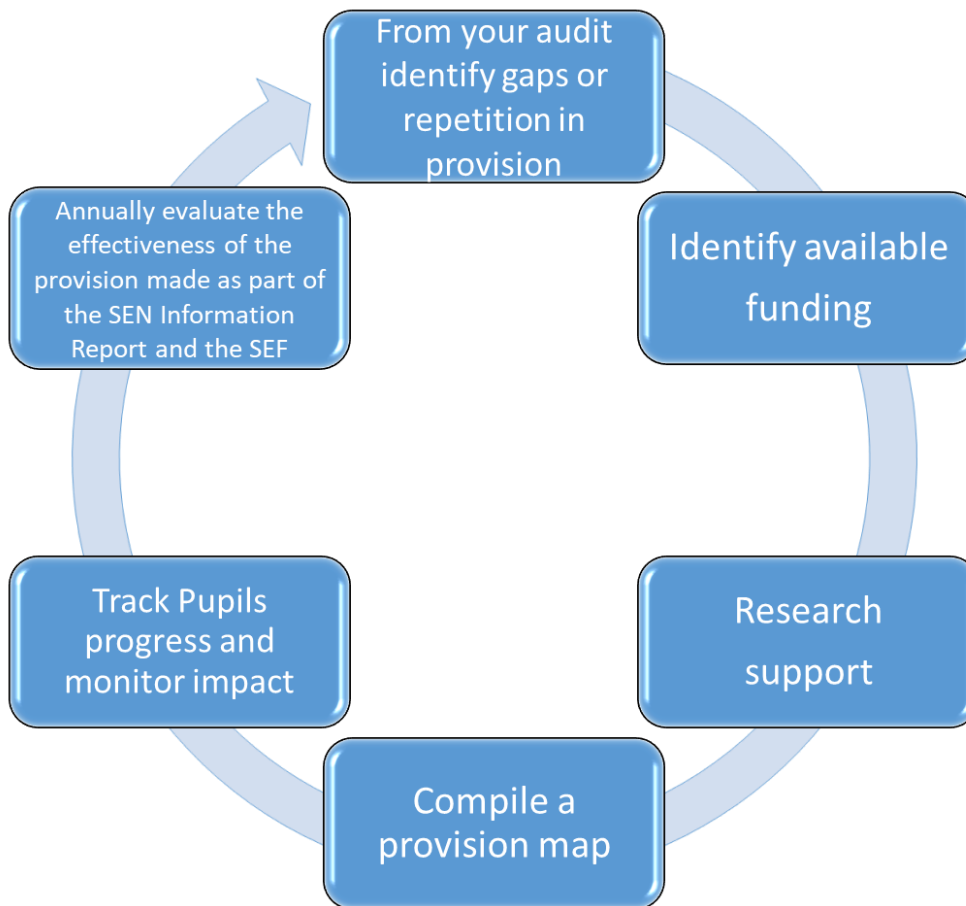 From your audit
identify gaps or
repetition in
provision
Identify available
funding
Research
support
Compile a
provision map
Track Pupils
progress and
monitor impact
Annually evaluate the
effectiveness of the
provision made as part of
the SEN Information
Report and the SEF